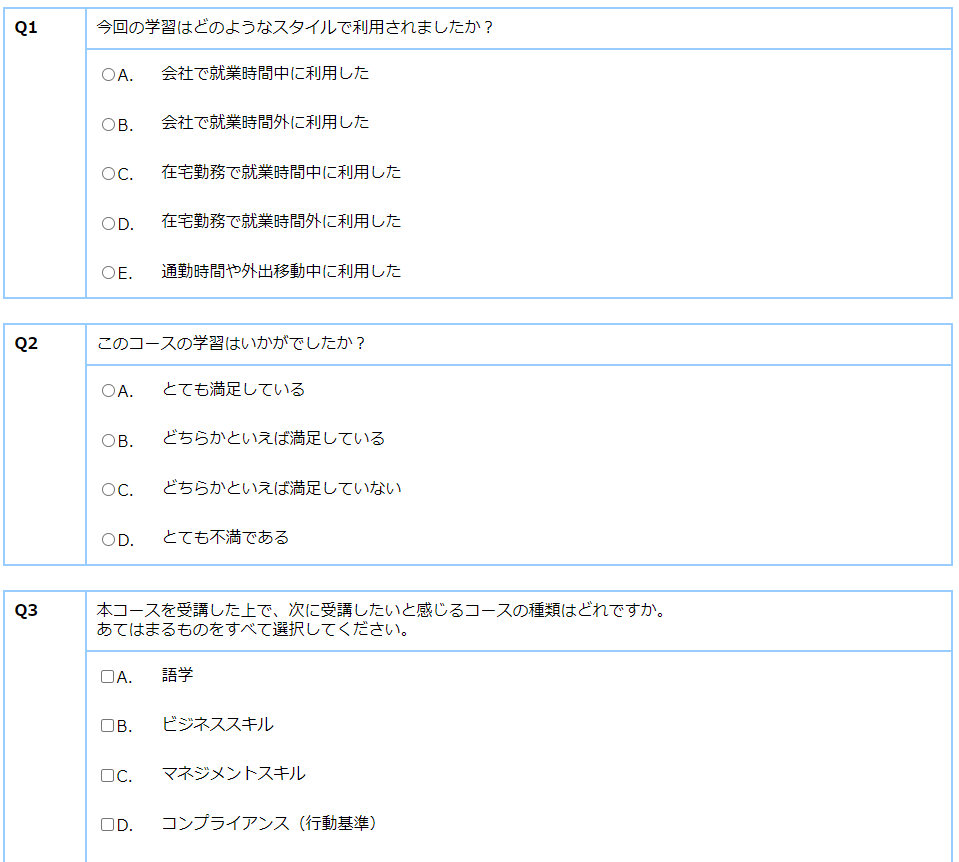 Q1 今回の学習はどのようなスタイルで利用されましたか？
A. 会社で就業時間中に利用した
B. 会社で就業時間外に利用した
C. 在宅勤務で就業時間中に利用した
D. 在宅勤務で就業時間外に利用した
E. 通勤時間や外出移動中に利用した
Q2 このコースの学習はいかがでしたか？
A. とても満足している
B. どちらかといえば満足している
C. どちらかといえば満足していない
D. とても不満である
Q3 本コースを受講した上で、次に受講したいと感じるコースの種類はどれですか。
あてはまるものをすべて選択してください。
A. 語学
B. ビジネススキル
C. マネジメントスキル
D. コンプライアンス（行動基準）